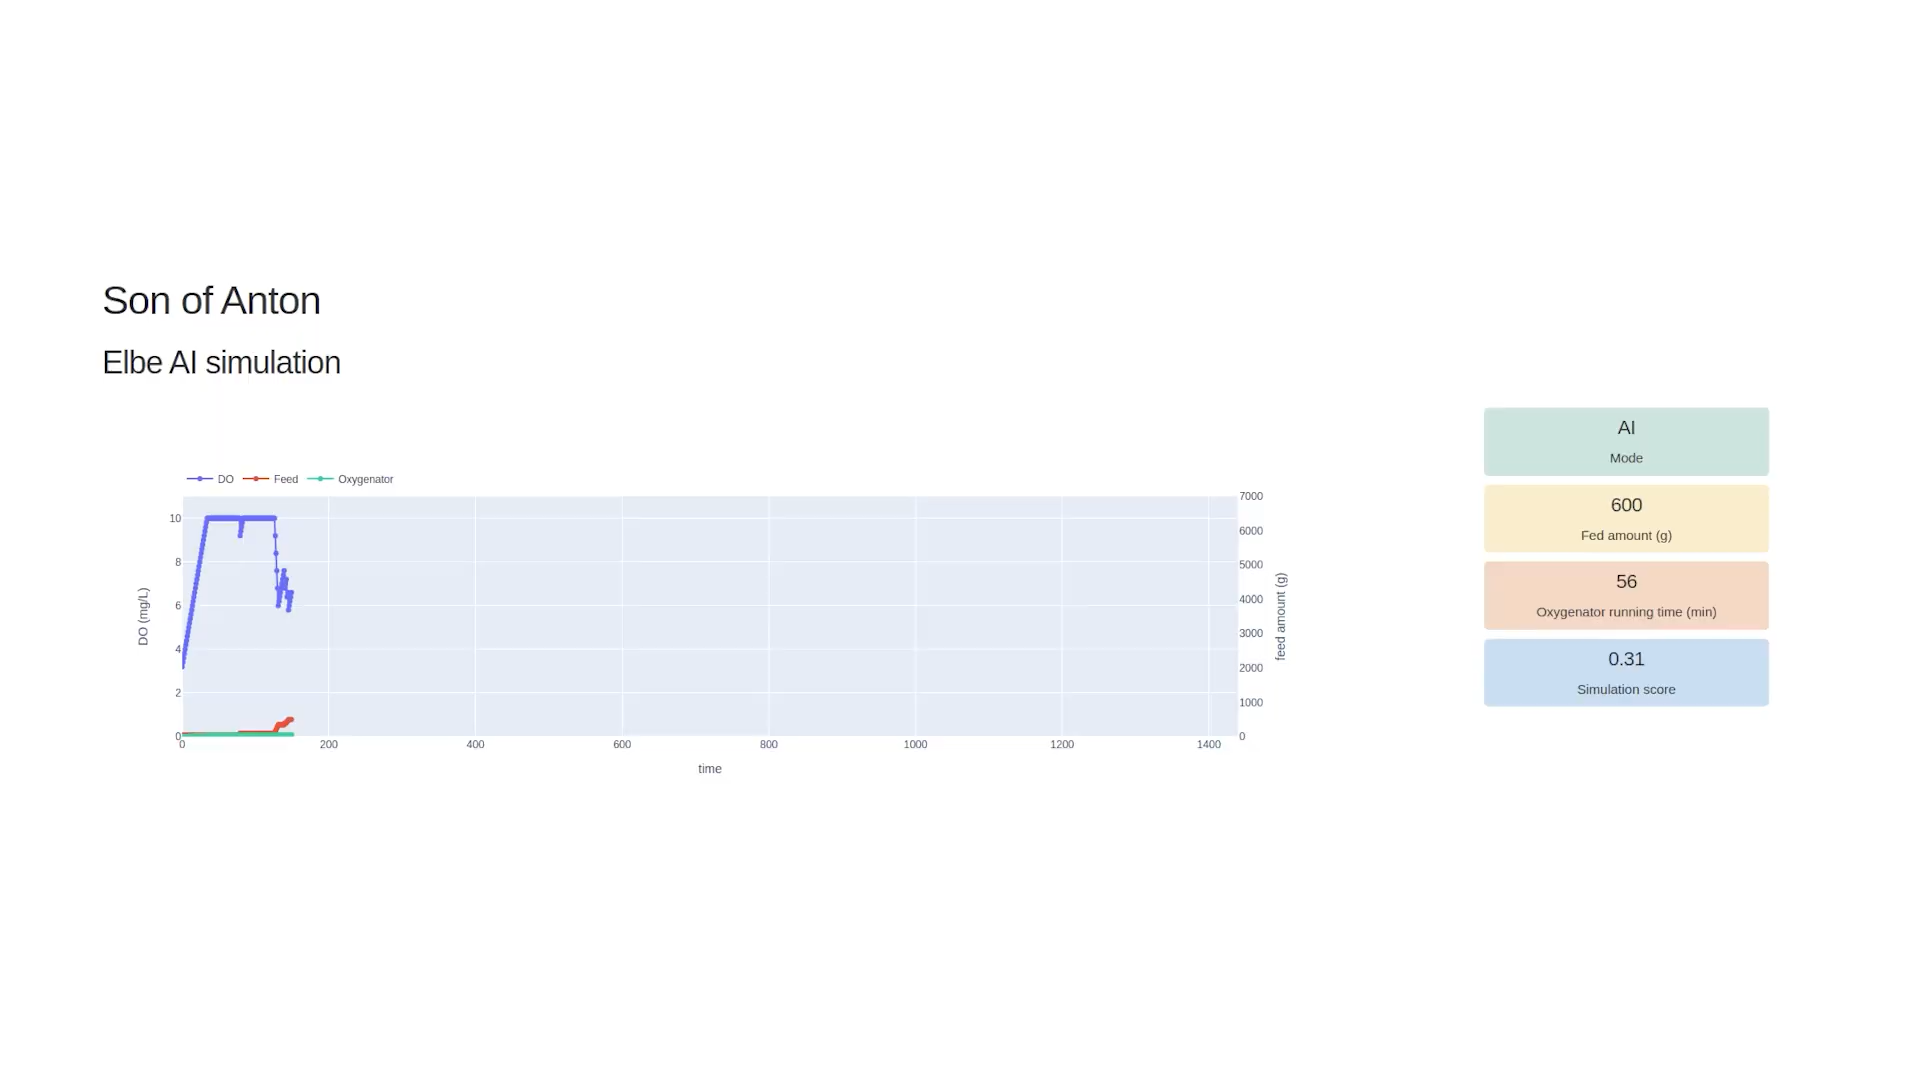 Son of Anton
Elbe AI simulation
DO Feed Oxygenator
10
8
6
4
2
0
DO (mg/L)
0 200 400 600 800 1000 1200 1400
time
7000
6000
5000
4000
3000
2000
1000
0
feed amount (g)
AI
Mode
600
Fed amount (g)
56
Oxygenator running time (min)
0.31
Simulation score